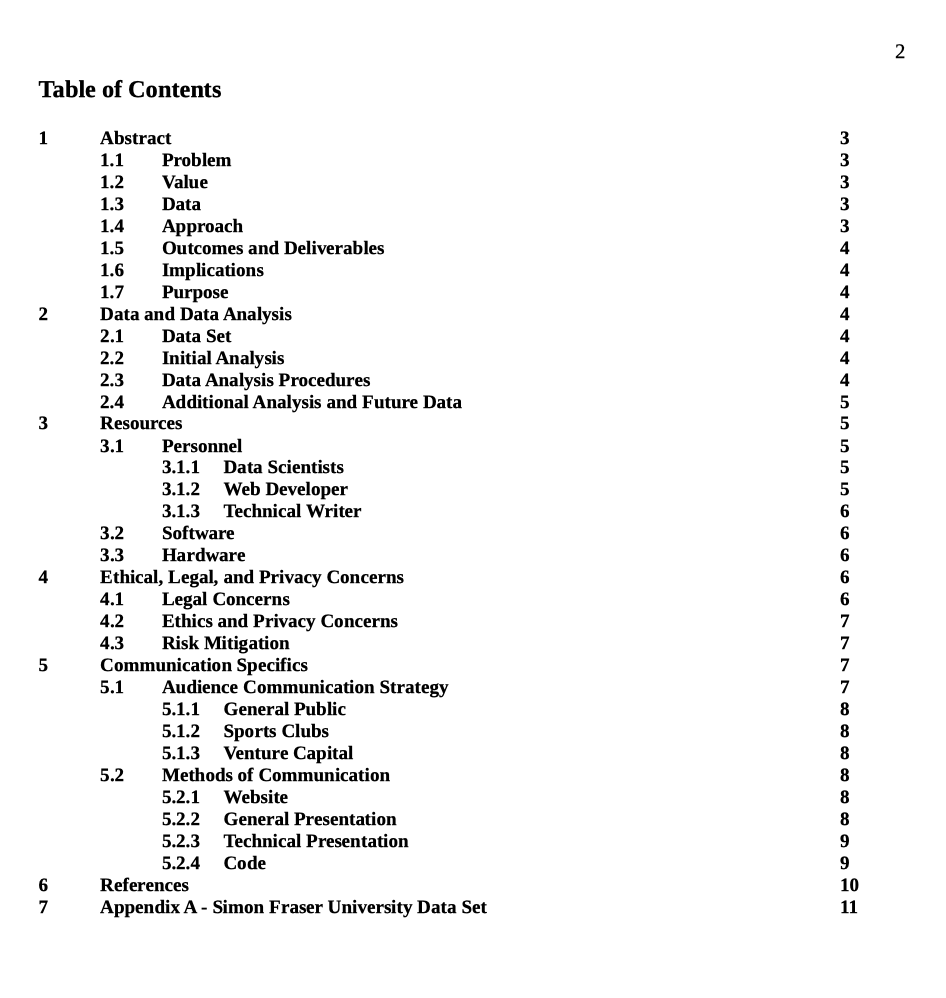 2
Table of Contents
1 Abstract 3
1.1 Problem 3
1.2 Value 3
1.3 Data 3
1.4 Approach 3
1.5 Outcomes and Deliverables 4
1.6 Implications 4
1.7 Purpose 4
2 Data and Data Analysis 4
2.1 Data Set 4
2.2 Initial Analysis 4
2.3 Data Analysis Procedures 4
2.4 Additional Analysis and Future Data 5
3 Resources 5
3.1 Personnel 5
3.1.1 Data Scientists 5
3.1.2 Web Developer 5
3.1.3 Technical Writer 6
3.2 Software 6
3.3 Hardware 6
4 Ethical, Legal, and Privacy Concerns 6
4.1 Legal Concerns 6
4.2 Ethics and Privacy Concerns 7
4.3 Risk Mitigation 7
5 Communication Specifics 7
5.1 Audience Communication Strategy 7
5.1.1 General Public 8
5.1.2 Sports Clubs 8
5.1.3 Venture Capital 8
5.2 Methods of Communication 8
5.2.1 Website 8
5.2.2 General Presentation 8
5.2.3 Technical Presentation 9
5.2.4 Code 9
6 References 10
7 Appendix A - Simon Fraser University Data Set 11